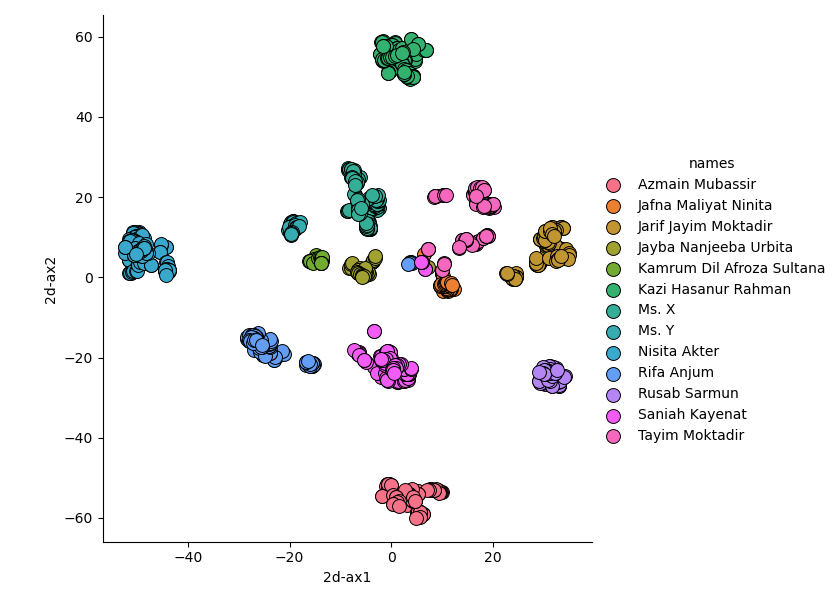 names
Azmain Mubassir
Jafna Maliyat Ninita
Jarif Jayim Moktadir
Jayba Nanjeeba Urbita
Kamrum Dil Afroza Sultana
Kazi Hasanur Rahman
Ms. X
Ms. Y
Nisita Akter
Rifa Anjum
Rusab Sarmun
Saniah Kayenat
Tayim Moktadir
2d-ax2
60
40
20
0
−20
−40
−60
−40
−20
0
20
2d-ax1